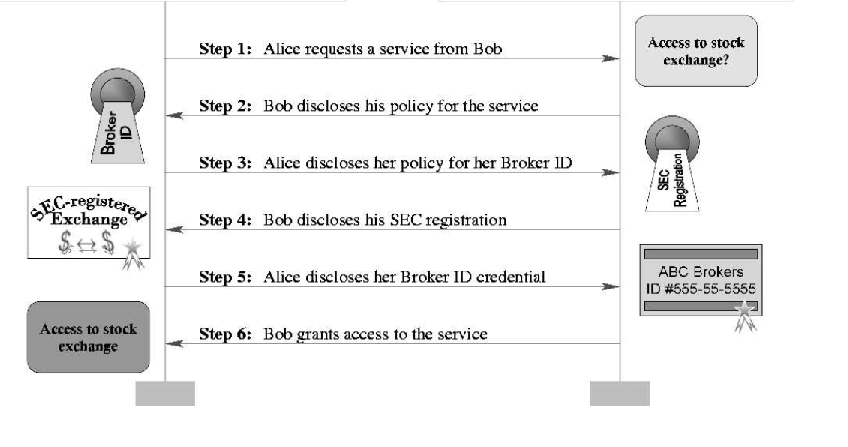 Step 1: Alice requests a service from Bob
Access to stock
exchange?
Step 2: Bob discloses his policy for the service
Broker
ID
Step 3: Alice discloses her policy for her Broker ID
SEC
Registration
SEC-registered
Exchange
$ ⇔ $
Step 4: Bob discloses his SEC registration
Step 5: Alice discloses her Broker ID credential
ABC Brokers
ID #555-55-5555
Access to stock
exchange
Step 6: Bob grants access to the service